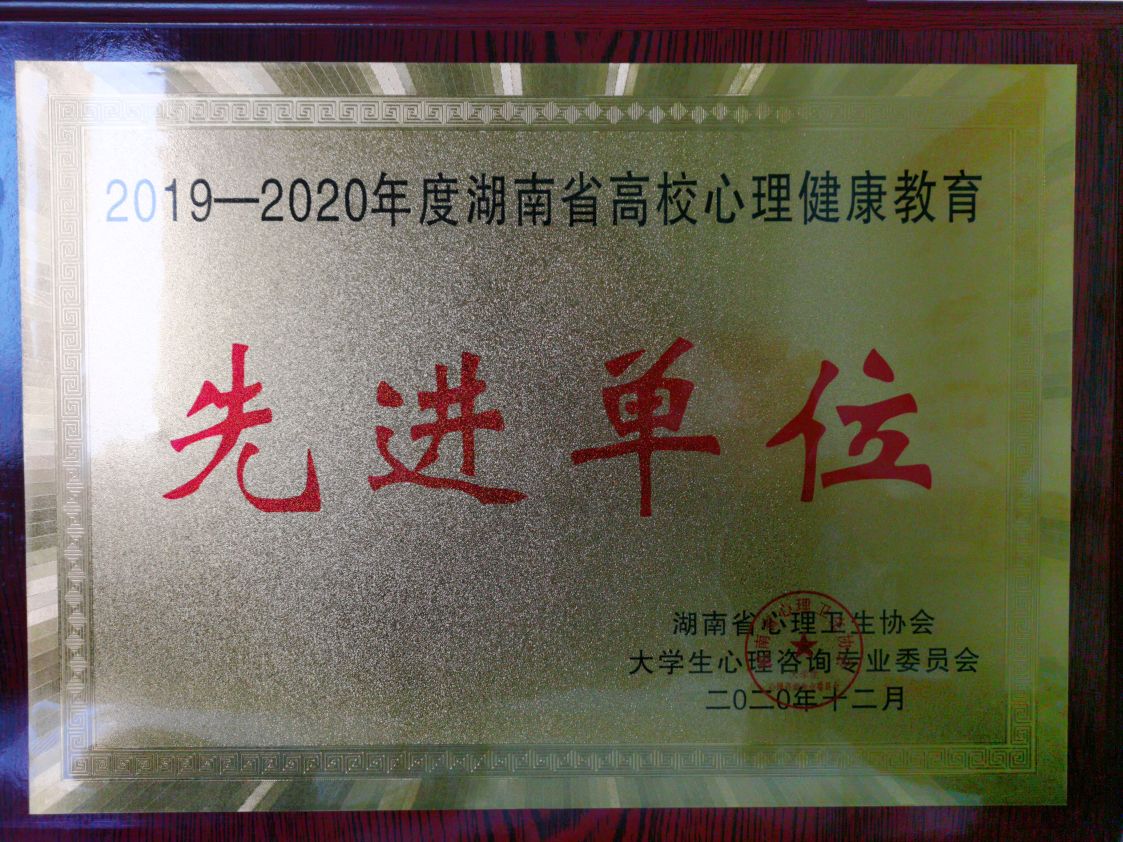 2019—2020年度湖南省高校心理健康教育
先进单位
湖南省心理卫生协会
大学生心理咨询专业委员会
二0二0年十二月